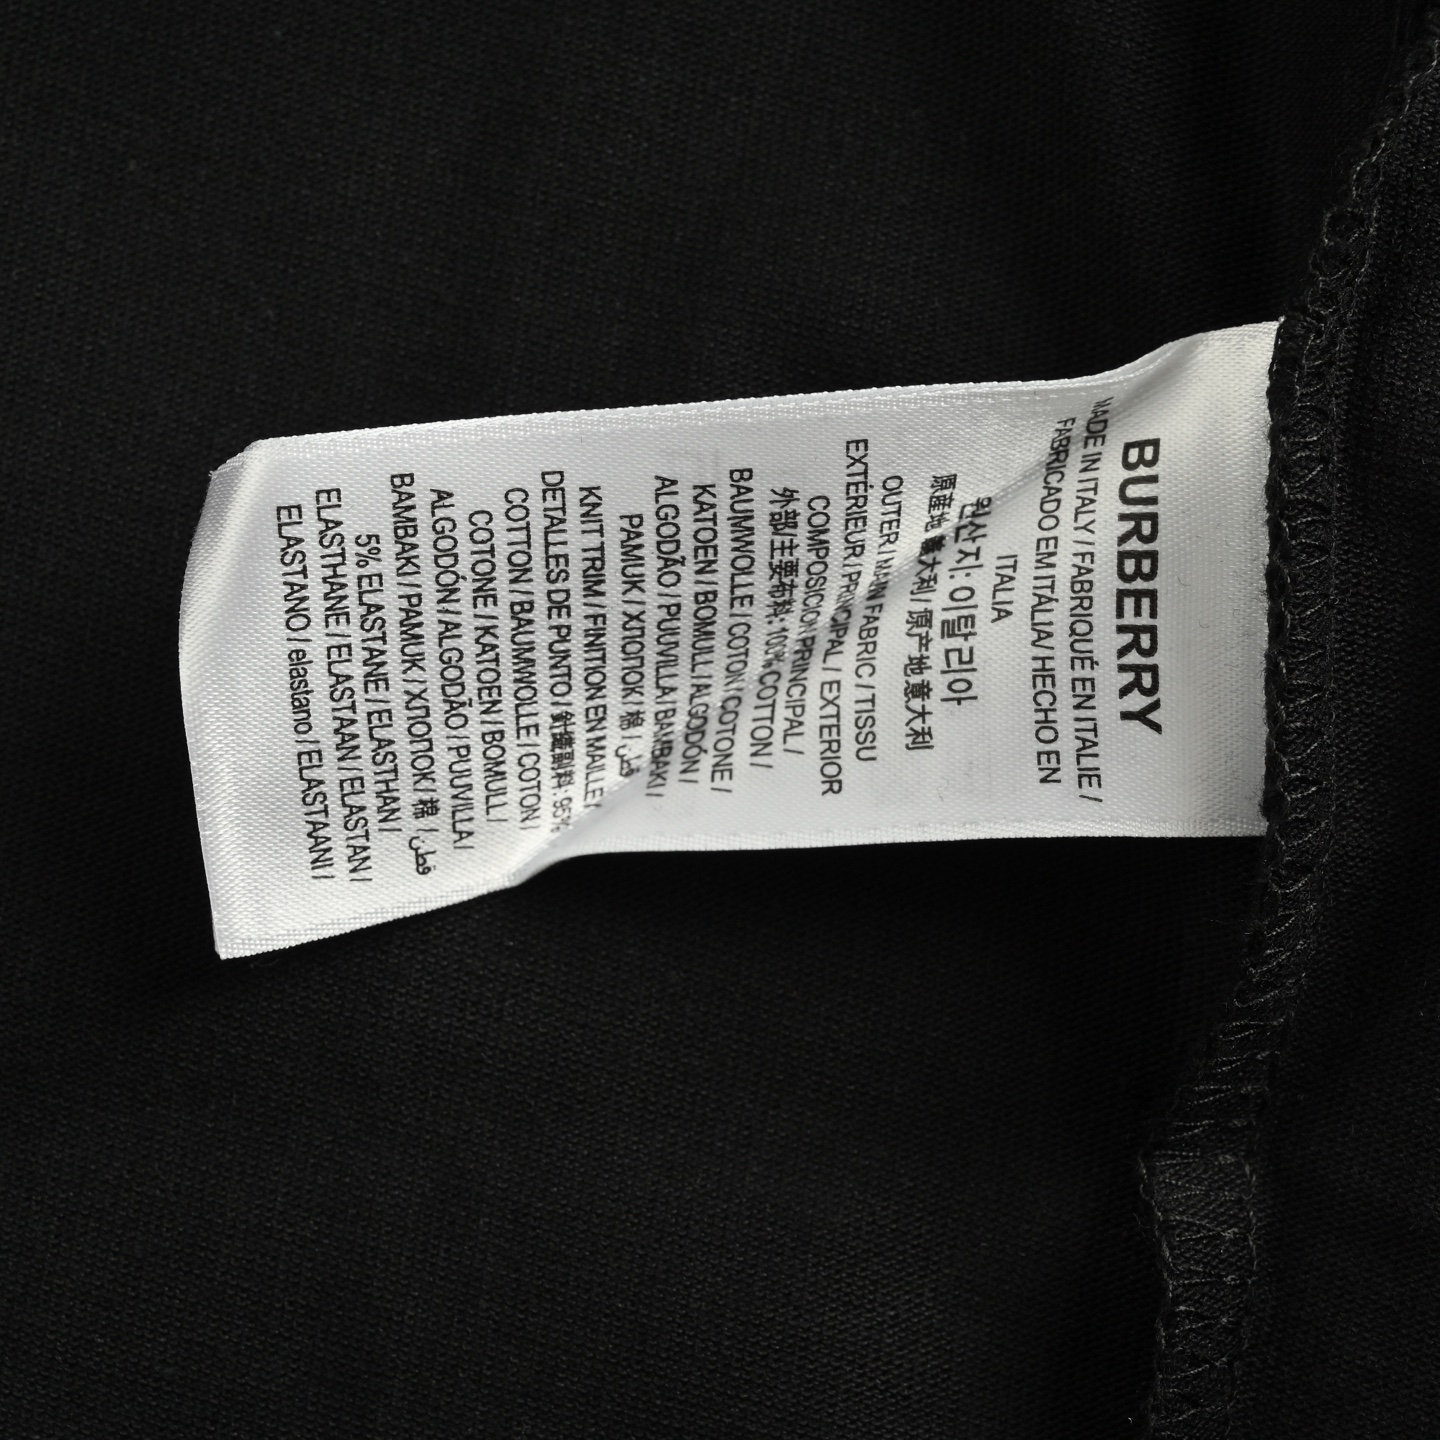 BURBERRY
MADE IN ITALY / FABRIQUÉ EN ITALIE /
FABRICADO EM ITÁLIA / HECHO EN
ITALIA
원산지: 이탈리아
原産地 義大利 / 原产地 意大利
OUTER / MAIN FABRIC / TISSU
EXTÉRIEUR / PRINCIPAL / EXTERIOR
COMPOSICION PRINCIPAL /
外部/主要布料: 100% COTTON /
BAUMWOLLE / COTON / COTONE /
KATOEN / BOMULL / ALGODÓN /
ALGODÃO / PUUVILLA / BAMBAKI /
PAMUK / ХЛОПОК / 棉 / قطن
KNIT TRIM / FINITION EN MAILLE /
DETALLES DE PUNTO / 針織副料: 95%
COTTON / BAUMWOLLE / COTON /
COTONE / KATOEN / BOMULL /
ALGODÓN / ALGODÃO / PUUVILLA /
BAMBAKI / PAMUK / ХЛОПОК / 棉 / قطن
5% ELASTANE / ELASTHAN /
ELASTHANE / ELASTAAN / ELASTAN /
ELASTANO / elastano / ELASTAANI /